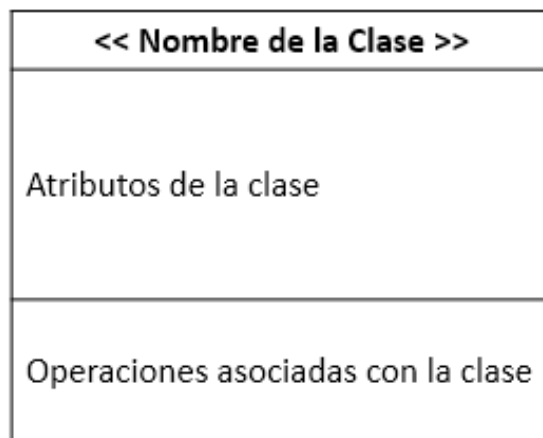 << Nombre de la Clase >>
Atributos de la clase
Operaciones asociadas con la clase